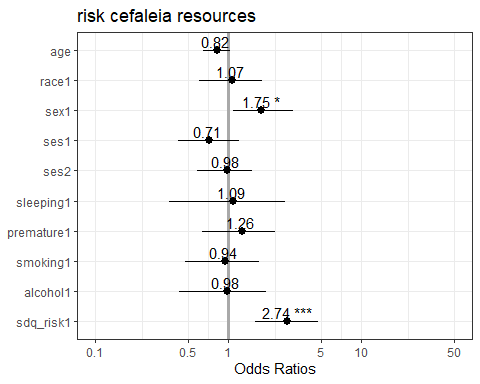 risk cefaleia resources
age 0.82
race1 1.07
sex1 1.75 *
ses1 0.71
ses2 0.98
sleeping1 1.09
premature1 1.26
smoking1 0.94
alcohol1 0.98
sdq_risk1 2.74 ***
0.1 0.5 1 5 10 50
Odds Ratios